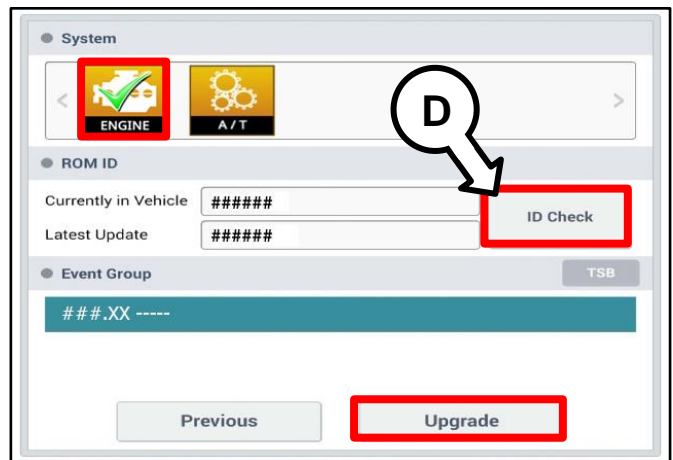 System
ENGINE
A/T
D
ROM ID
Currently in Vehicle ######
ID Check
Latest Update ######
Event Group
TSB
###.XX -----
Previous
Upgrade